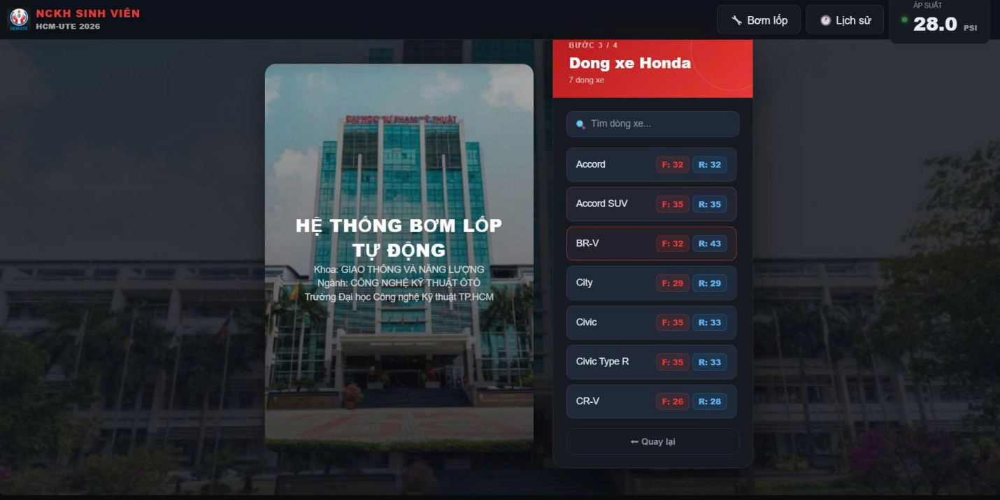 NCKH SINH VIÊN
HCM-UTE 2026
HCM-UTE
Bơm lốp
Lịch sử
ÁP SUẤT
28.0 PSI
ĐẠI HỌC SƯ PHẠM KỸ THUẬT
HỆ THỐNG BƠM LỐP
TỰ ĐỘNG
Khoa: GIAO THÔNG VÀ NĂNG LƯỢNG
Ngành: CÔNG NGHỆ KỸ THUẬT ÔTÔ
Trường Đại học Công nghệ Kỹ thuật TP.HCM
BƯỚC 3 / 4
Dong xe Honda
7 dong xe
Tìm dòng xe...
Accord F: 32 R: 32
Accord SUV F: 35 R: 35
BR-V F: 32 R: 43
City F: 29 R: 29
Civic F: 35 R: 33
Civic Type R F: 35 R: 33
CR-V F: 26 R: 28
← Quay lại